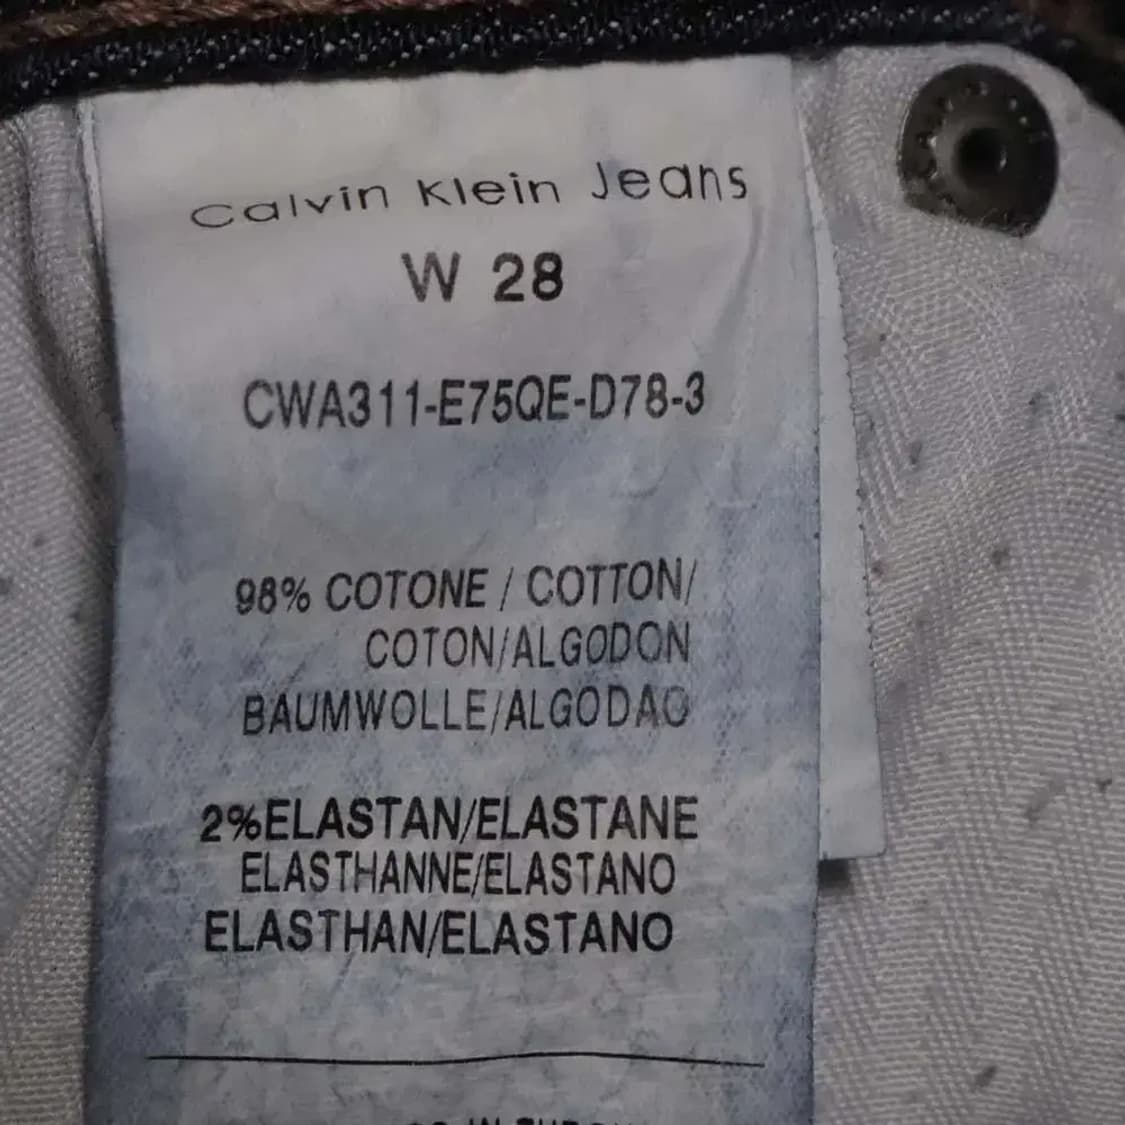 Calvin Klein Jeans
W 28
CWA311-E75QE-D78-3
98% COTONE / COTTON/
COTON/ALGODON
BAUMWOLLE/ALGODAO
2%ELASTAN/ELASTANE
ELASTHANNE/ELASTANO
ELASTHAN/ELASTANO